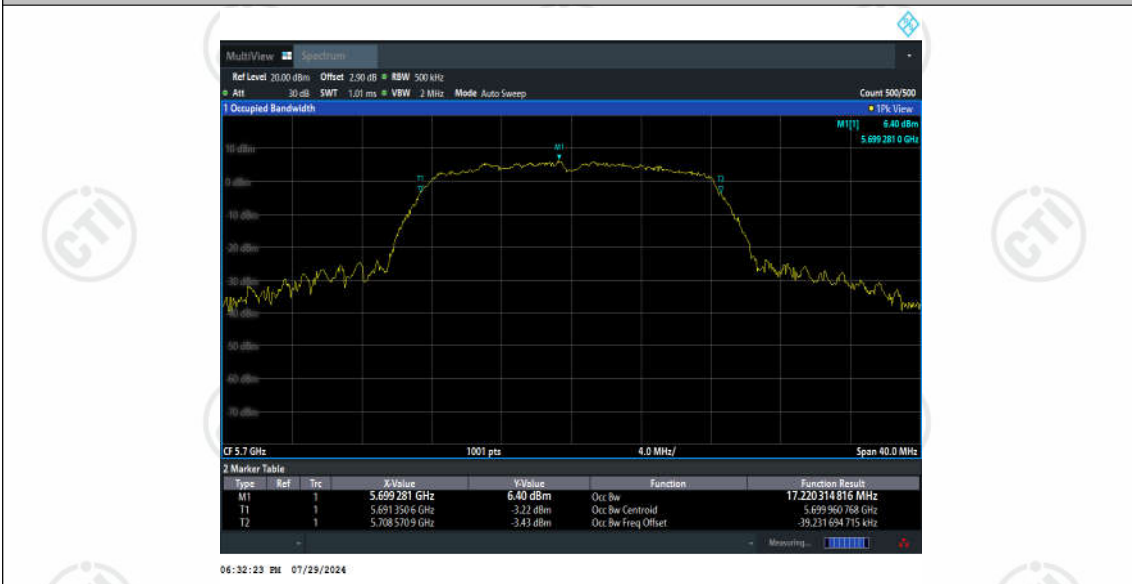 MultiView Spectrum
Ref Level 20.00 dBm Offset 2.90 dB RBW 500 kHz
Att 30 dB SWT 1.01 ms VBW 2 MHz Mode Auto Sweep Count 500/500
1 Occupied Bandwidth 1Pk View
M1[1] 6.40 dBm
5.699 281 0 GHz
M1
10 dBm
T1 T2
0 dBm
-10 dBm
-20 dBm
-30 dBm
-40 dBm
-50 dBm
-60 dBm
-70 dBm
CF 5.7 GHz 1001 pts 4.0 MHz/ Span 40.0 MHz
2 Marker Table
Type Ref Trc X-Value Y-Value Function Function Result
M1 1 5.699 281 GHz 6.40 dBm Occ Bw 17.220 314 816 MHz
T1 1 5.691 350 6 GHz -3.22 dBm Occ Bw Centroid 5.699 960 768 GHz
T2 1 5.708 570 9 GHz -3.43 dBm Occ Bw Freq Offset -39.231 694 715 kHz
Measuring...
06:32:23 PM 07/29/2024
CTI
CTI